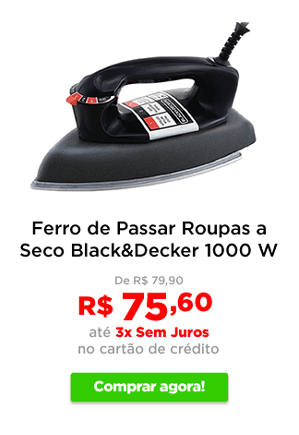 Ferro de Passar Roupas a
Seco Black&Decker 1000 W
De R$ 79,90
R$ 75,60
até 3x Sem Juros
no cartão de crédito
Comprar agora!